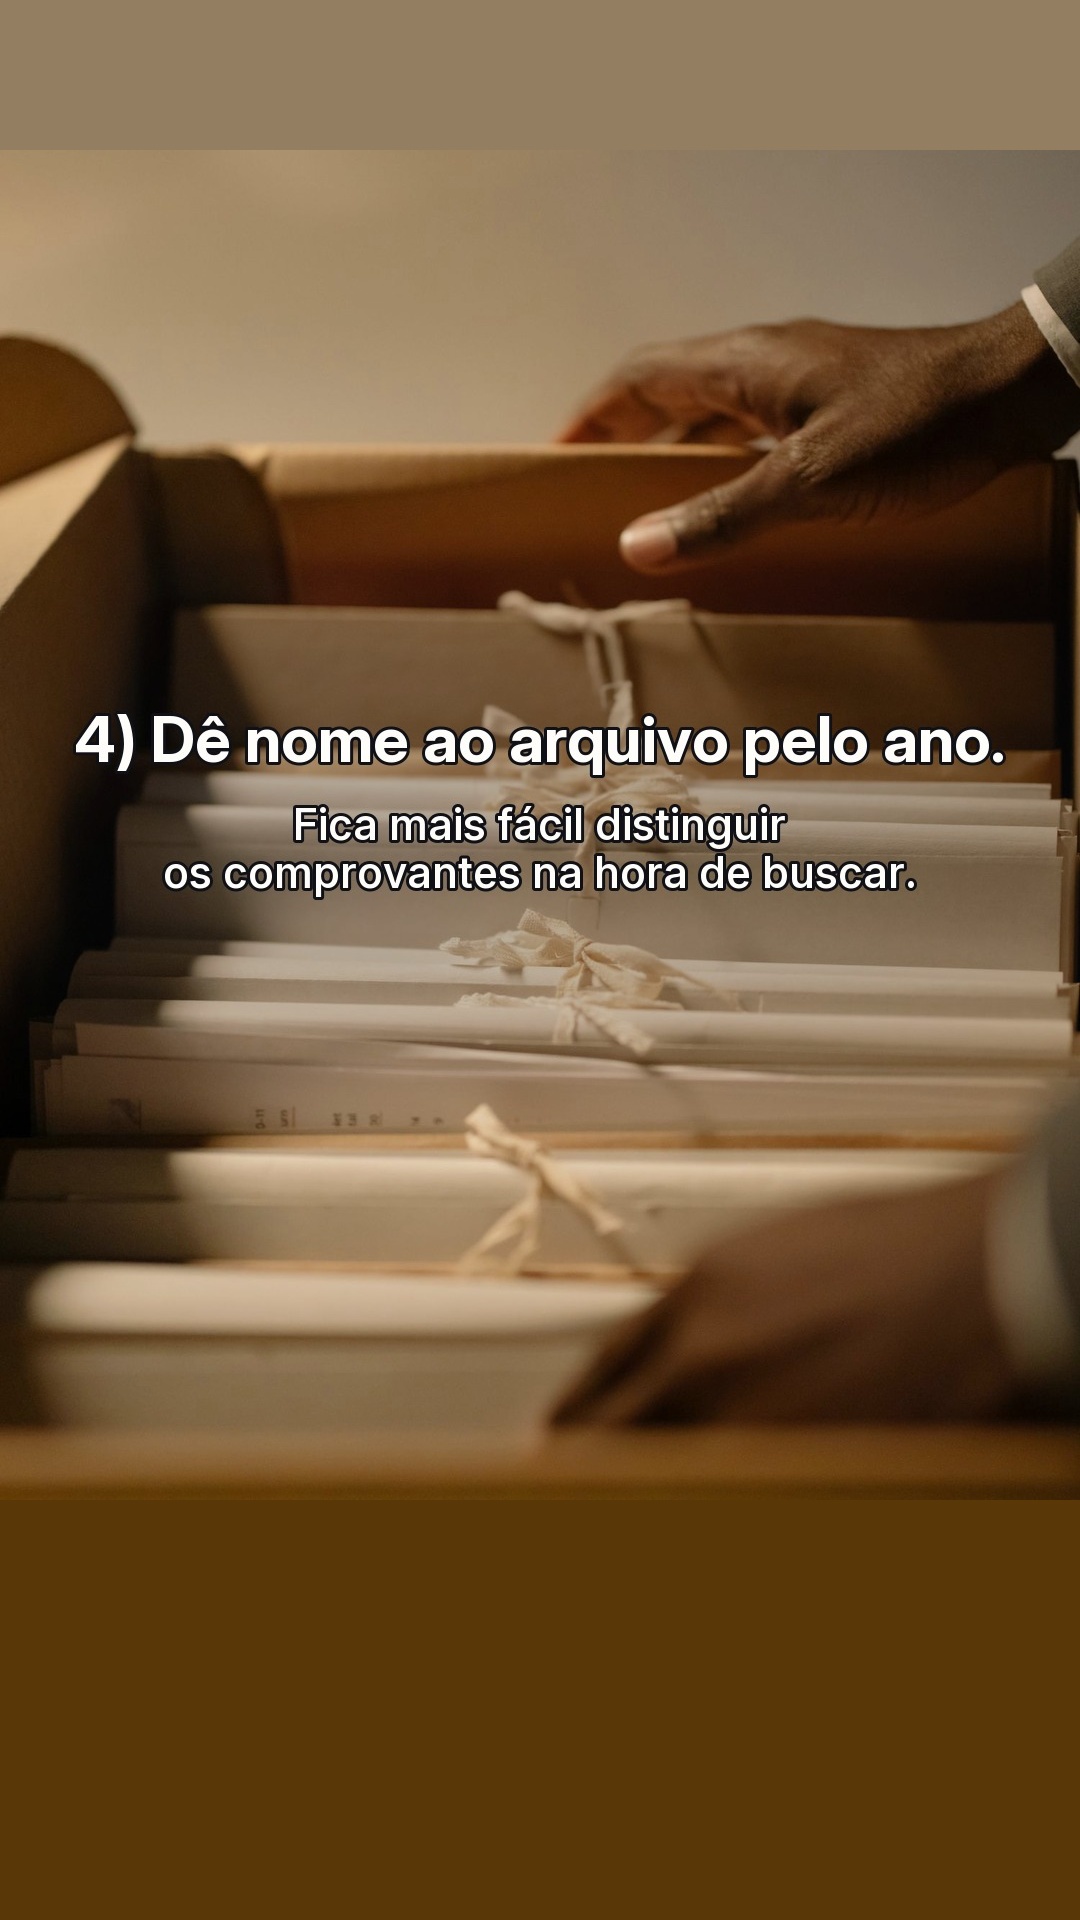 4) Dê nome ao arquivo pelo ano.
Fica mais fácil distinguir
os comprovantes na hora de buscar.